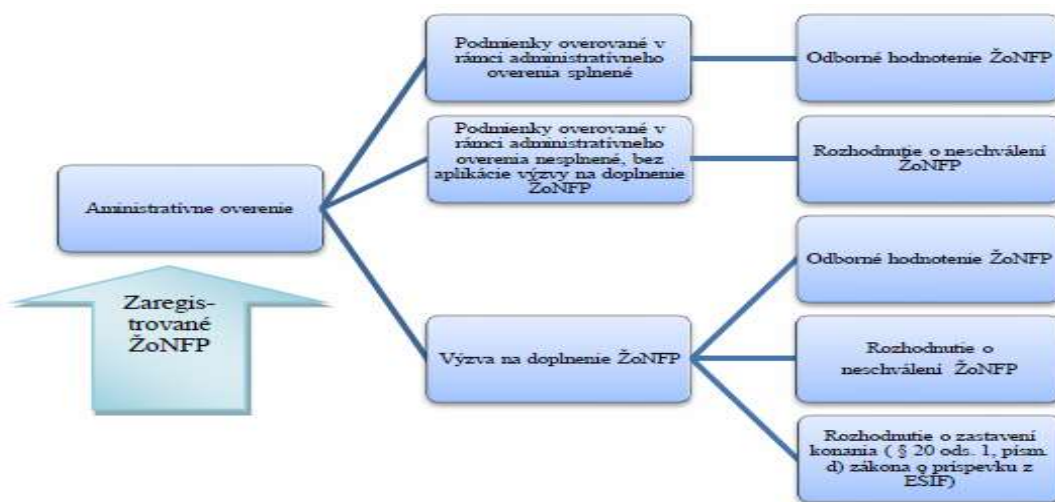 Podmienky overované v
rámci administratívneho
overenia splnené
Odborné hodnotenie ŽoNFP
Podmienky overované v
rámci administratívneho
overenia nesplnené, bez
aplikácie výzvy na doplnenie
ŽoNFP
Rozhodnutie o neschválení
ŽoNFP
Aministratívne overenie
Zaregis-
trované
ŽoNFP
Výzva na doplnenie ŽoNFP
Odborné hodnotenie ŽoNFP
Rozhodnutie o
neschválení ŽoNFP
Rozhodnutie o zastavení
konania ( § 20 ods. 1, písm.
d) zákona o príspevku z
EŠIF)